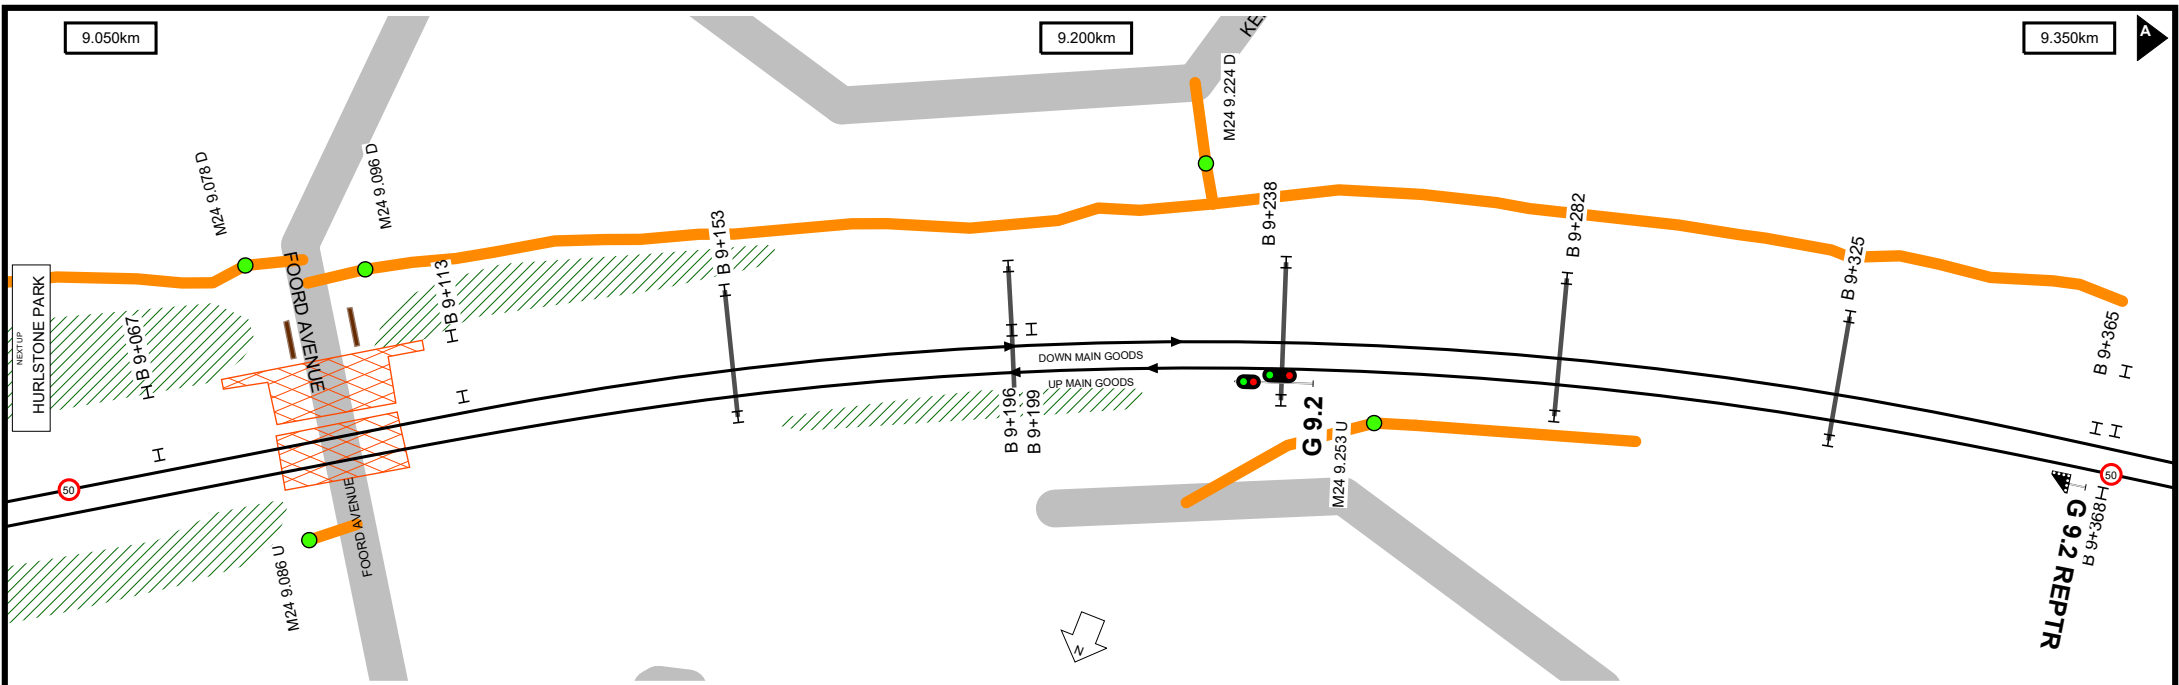 9.050km
9.200km
9.350km
A
KE
M24 9.224 D
M24 9.078 D
M24 9.096 D
FOORD AVENUE
B 9+153
B 9+238
B 9+282
B 9+325
B 9+113
NEXT UP
HURLSTONE PARK
B 9+067
B 9+365
DOWN MAIN GOODS
UP MAIN GOODS
B 9+196
B 9+199
G 9.2
M24 9.253 U
50
50
FOORD AVENUE
M24 9.086 U
G 9.2 REPTR
B 9+368
N